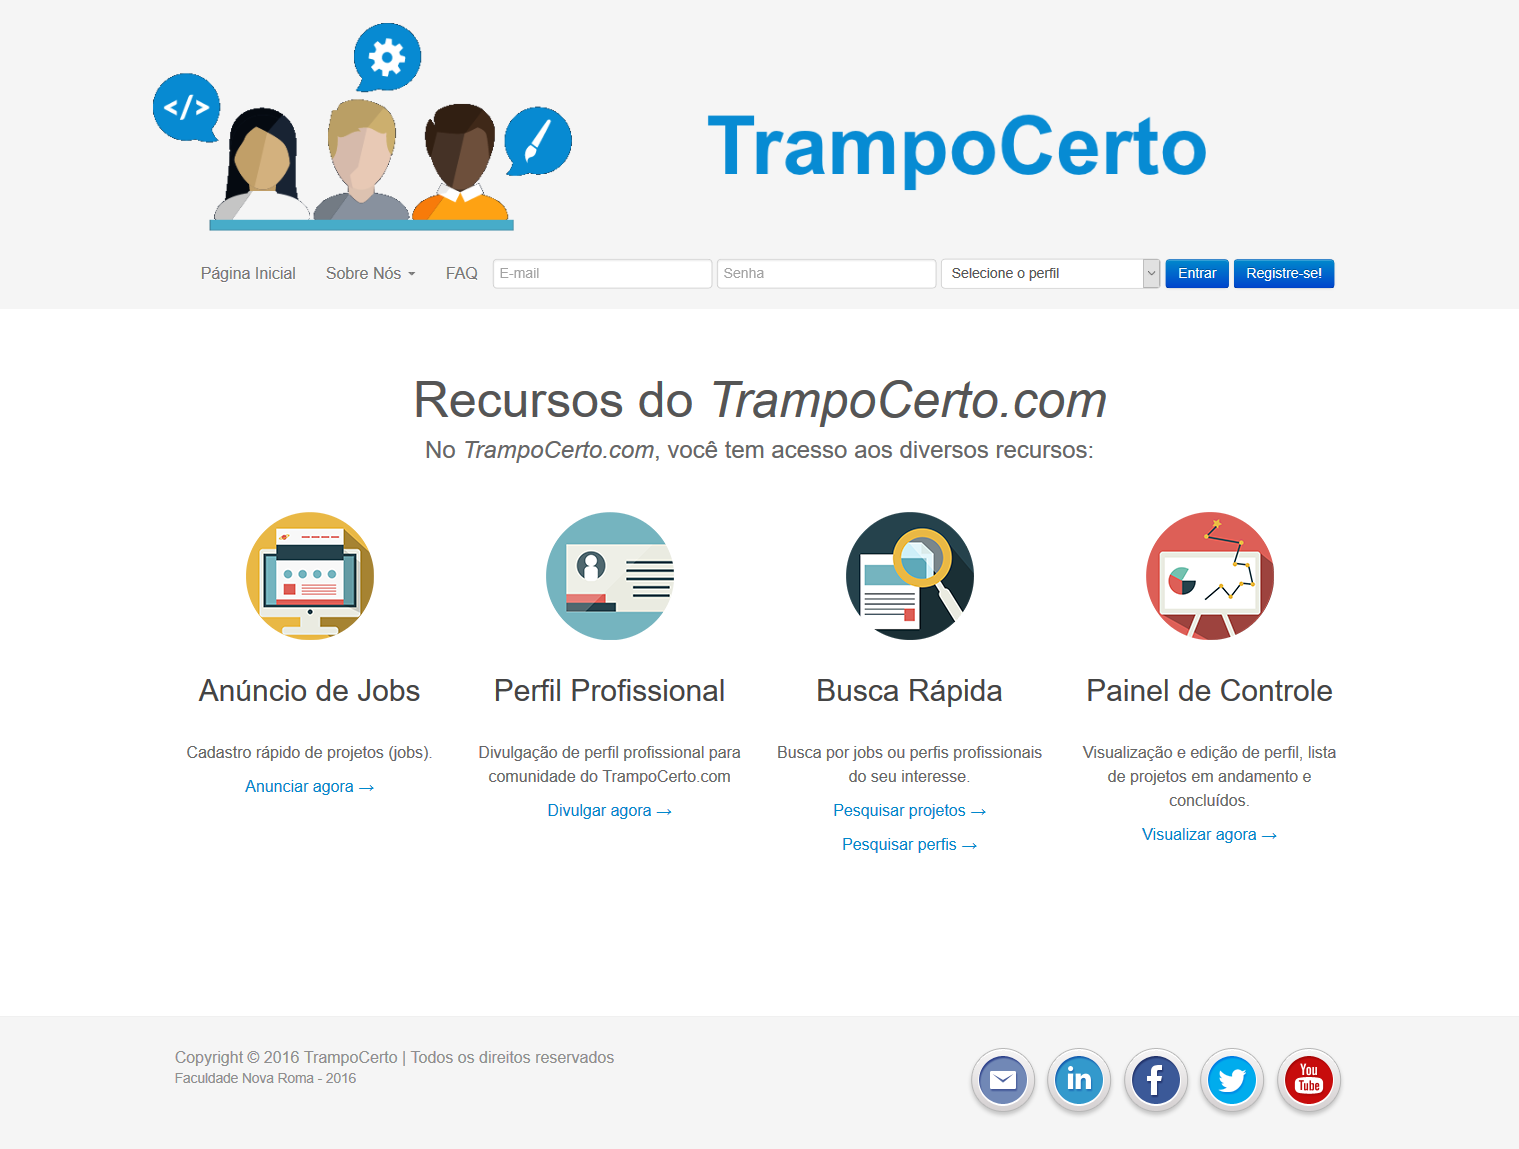 </>
TrampoCerto
Página Inicial Sobre Nós FAQ E-mail Senha Selecione o perfil Entrar Registre-se!
Recursos do TrampoCerto.com
No TrampoCerto.com, você tem acesso aos diversos recursos:
Anúncio de Jobs
Cadastro rápido de projetos (jobs).
Anunciar agora →
Perfil Profissional
Divulgação de perfil profissional para
comunidade do TrampoCerto.com
Divulgar agora →
Busca Rápida
Busca por jobs ou perfis profissionais
do seu interesse.
Pesquisar projetos →
Pesquisar perfis →
Painel de Controle
Visualização e edição de perfil, lista
de projetos em andamento e
concluídos.
Visualizar agora →
Copyright © 2016 TrampoCerto | Todos os direitos reservados
Faculdade Nova Roma - 2016
in
f
You
Tube